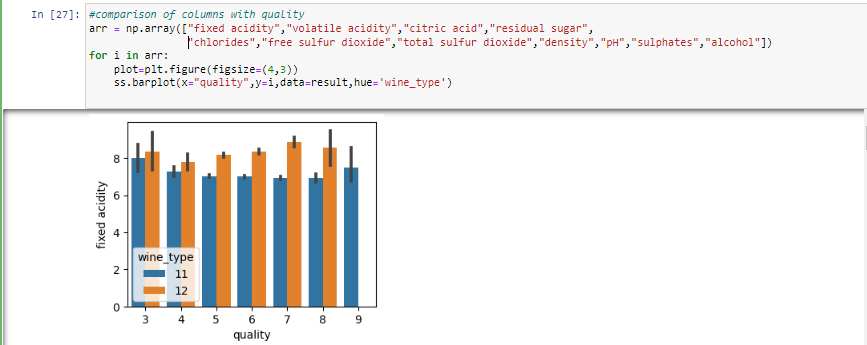 In [27]: #comparison of columns with quality
arr = np.array(["fixed acidity","volatile acidity","citric acid","residual sugar",
"chlorides","free sulfur dioxide","total sulfur dioxide","density","pH","sulphates","alcohol"])
for i in arr:
plot=plt.figure(figsize=(4,3))
ss.barplot(x="quality",y=i,data=result,hue='wine_type')
8
6
4
2
0
fixed acidity
wine_type
11
12
3 4 5 6 7 8 9
quality